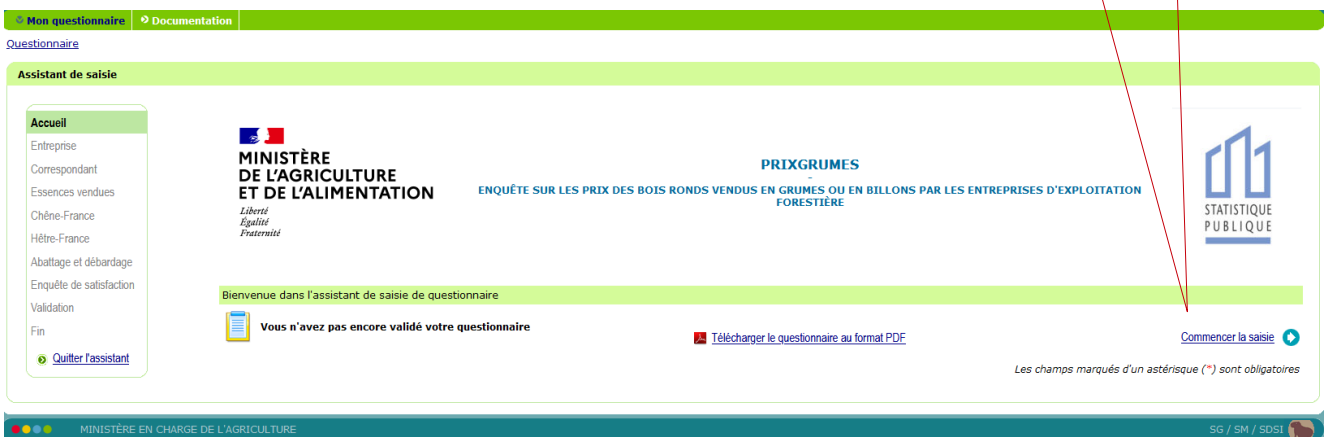 Mon questionnaire
Documentation
Questionnaire
Assistant de saisie
Accueil
Entreprise
Correspondant
Essences vendues
Chêne-France
Hêtre-France
Abattage et débardage
Enquête de satisfaction
Validation
Fin
Quitter l'assistant
MINISTÈRE
DE L'AGRICULTURE
ET DE L'ALIMENTATION
Liberté
Égalité
Fraternité
PRIXGRUMES
-
ENQUÊTE SUR LES PRIX DES BOIS RONDS VENDUS EN GRUMES OU EN BILLONS PAR LES ENTREPRISES D'EXPLOITATION
FORESTIÈRE
STATISTIQUE
PUBLIQUE
Bienvenue dans l'assistant de saisie de questionnaire
Vous n'avez pas encore validé votre questionnaire
Télécharger le questionnaire au format PDF
Commencer la saisie
Les champs marqués d'un astérisque (*) sont obligatoires
MINISTÈRE EN CHARGE DE L'AGRICULTURE
SG / SM / SDSI